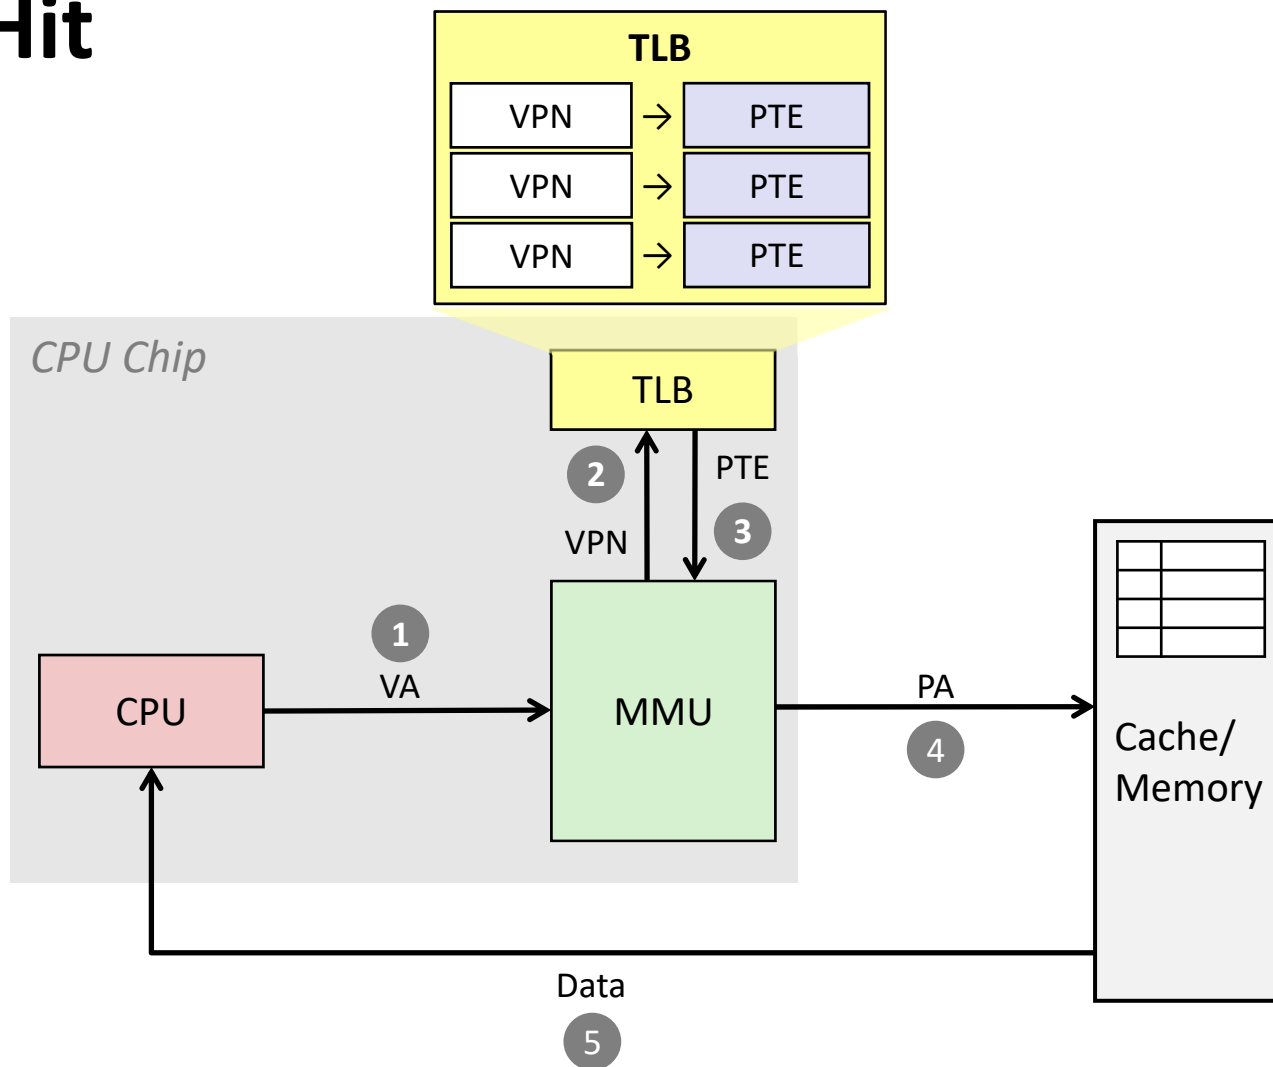 Hit
TLB
VPN → PTE
VPN → PTE
VPN → PTE
CPU Chip
TLB
2
PTE
VPN
3
1
VA
CPU
MMU
PA
4
Cache/
Memory
Data
5